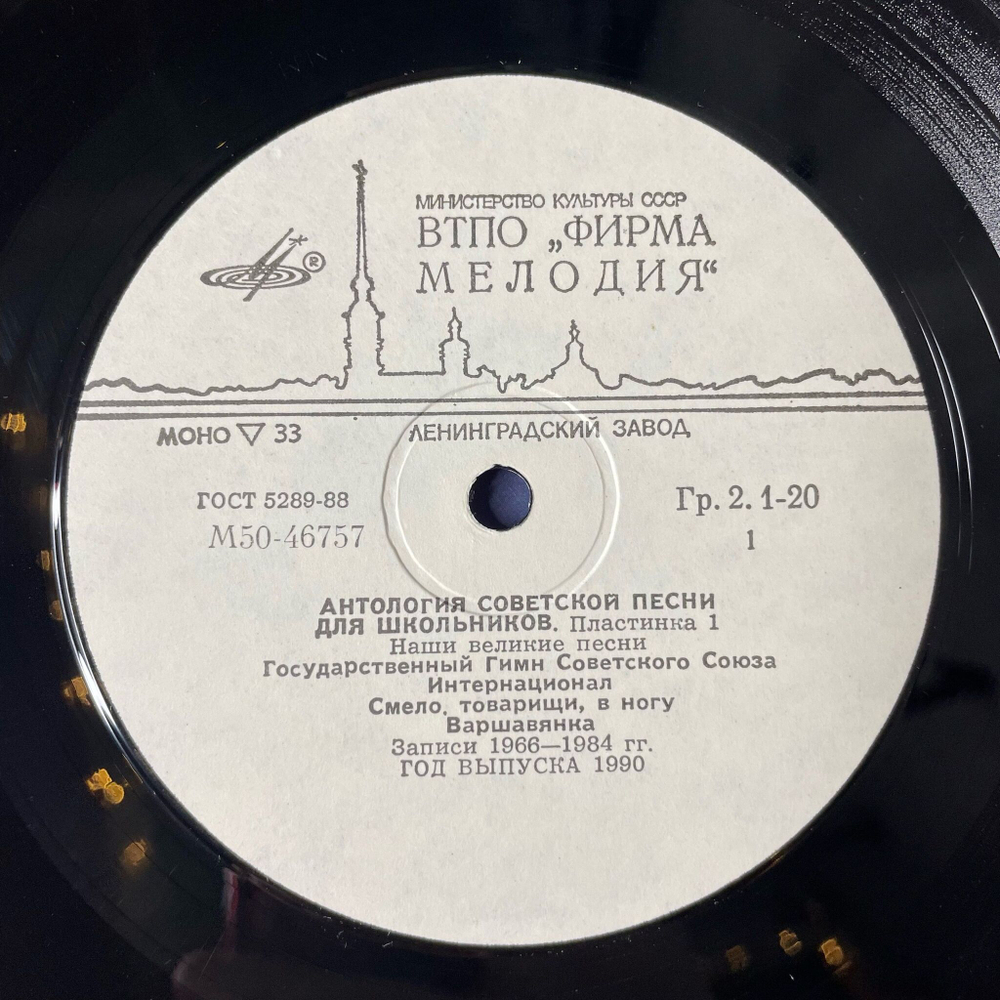 МИНИСТЕРСТВО КУЛЬТУРЫ СССР
ВТПО „ФИРМА
МЕЛОДИЯ“
®
МОНО ▽ 33
ЛЕНИНГРАДСКИЙ ЗАВОД
ГОСТ 5289-88
Гр. 2. 1-20
М50-46757
1
АНТОЛОГИЯ СОВЕТСКОЙ ПЕСНИ
ДЛЯ ШКОЛЬНИКОВ. Пластинка 1
Наши великие песни
Государственный Гимн Советского Союза
Интернационал
Смело, товарищи, в ногу
Варшавянка
Записи 1966—1984 гг.
ГОД ВЫПУСКА 1990